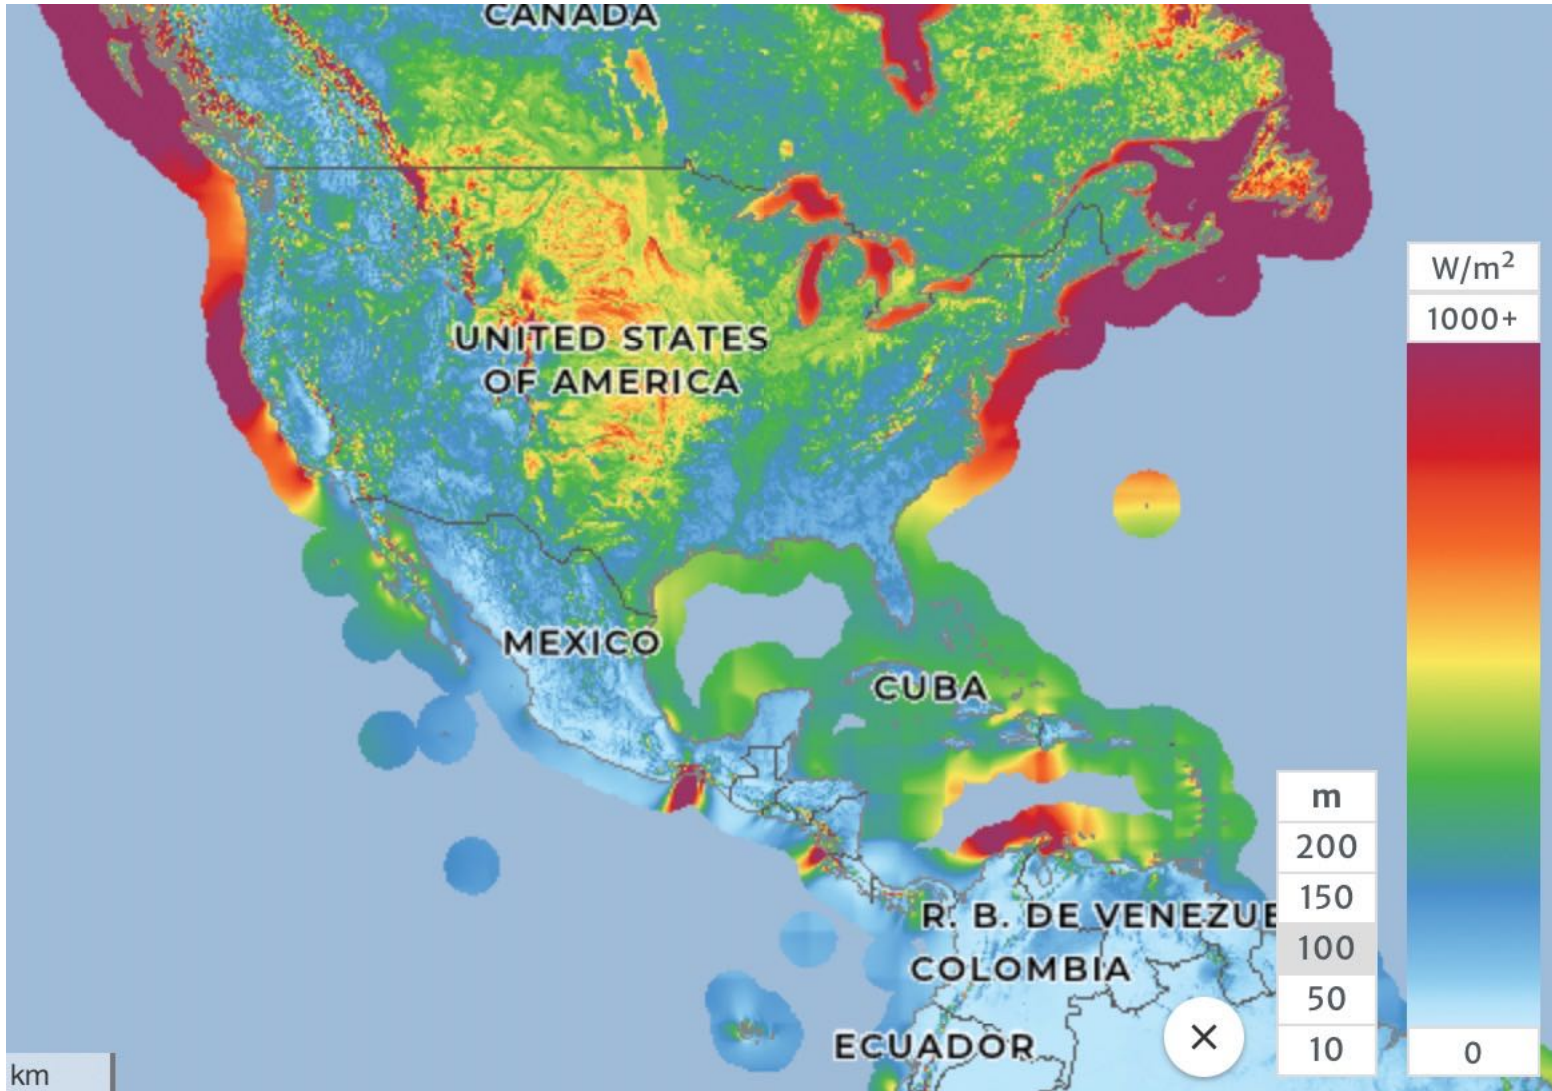 CANADA
W/m²
1000+
UNITED STATES
OF AMERICA
MEXICO
CUBA
m
200
150
100
50
10
R. B. DE VENEZUE
COLOMBIA
ECUADOR
0
km